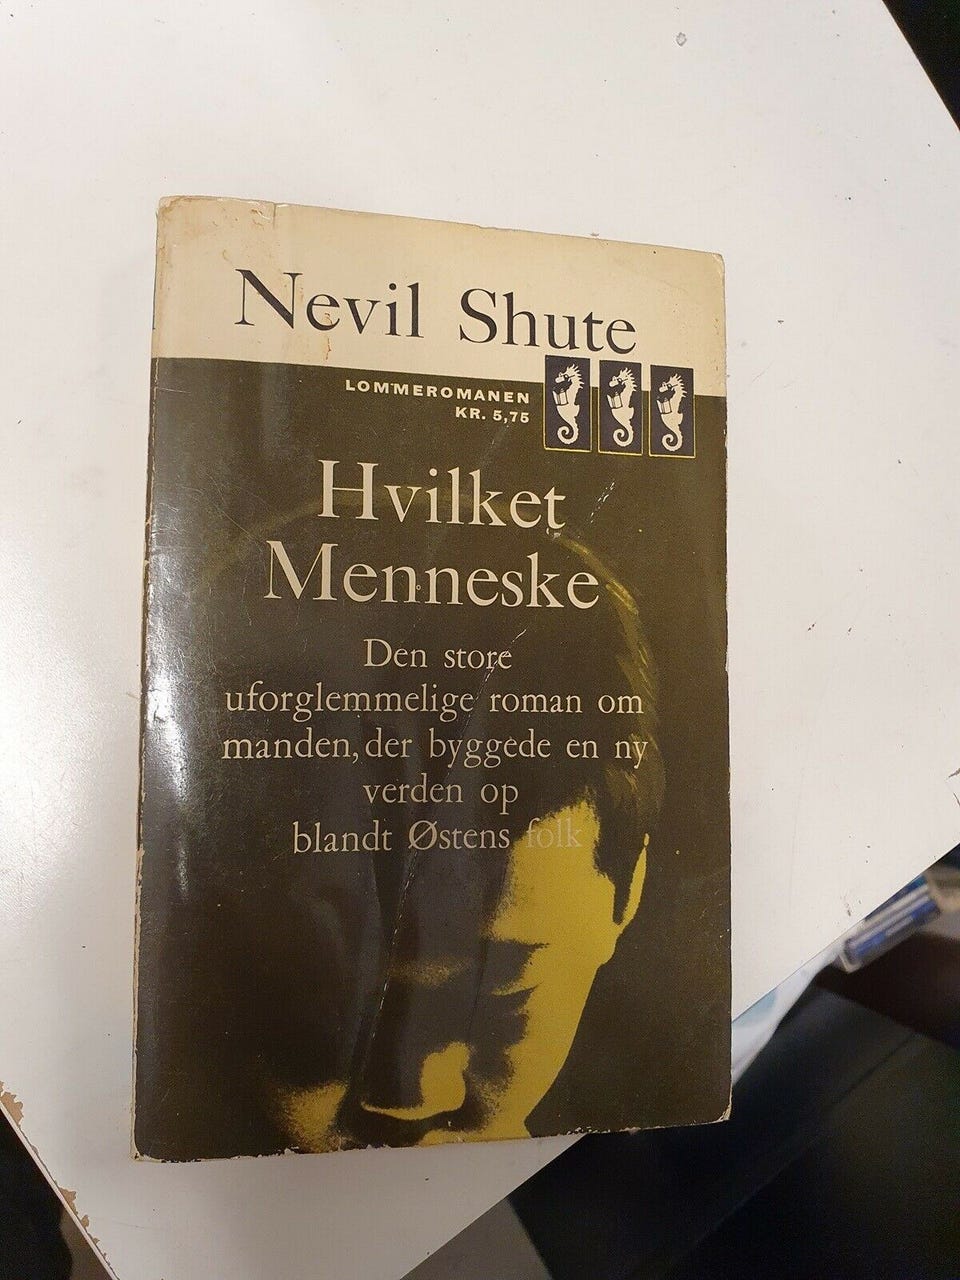 Nevil Shute
LOMMEROMANEN
KR. 5,75
Hvilket
Menneske
Den store
uforglemmelige roman om
manden, der byggede en ny
verden op
blandt Østens folk